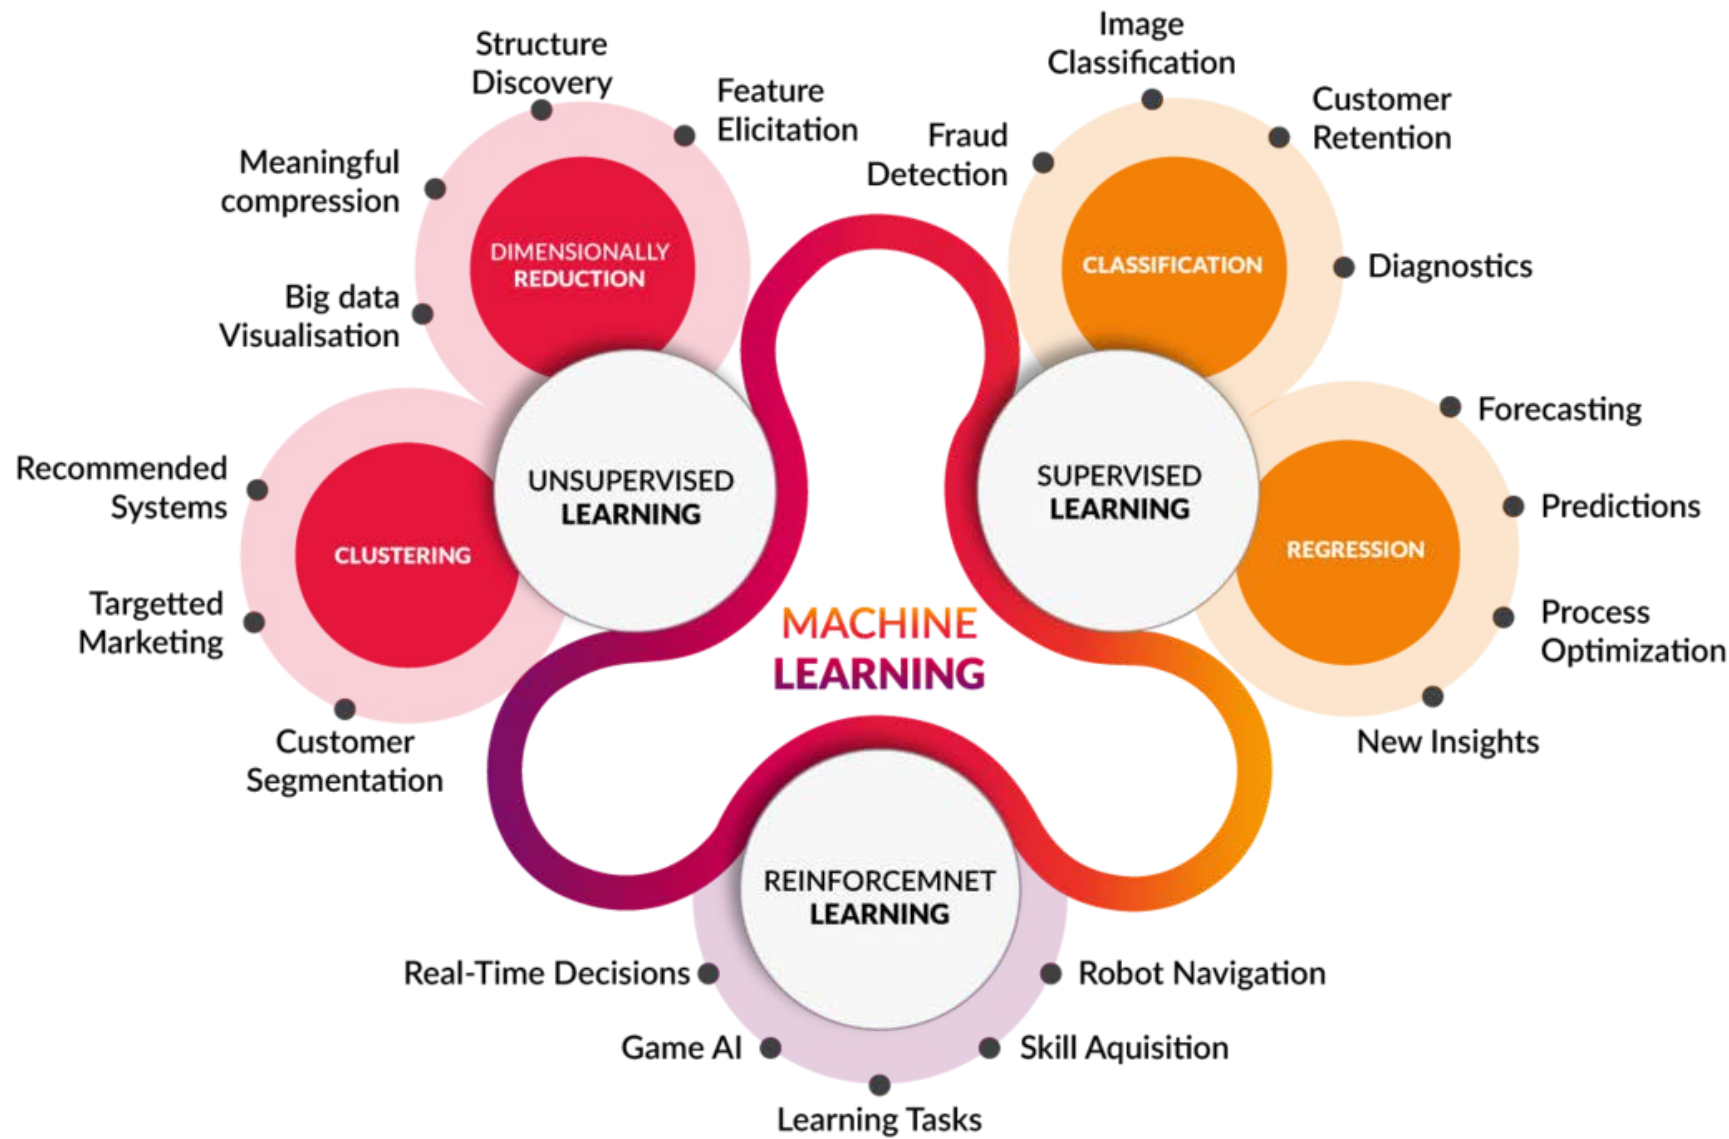 Structure
Discovery
Feature
Elicitation
Meaningful
compression
Big data
Visualisation
DIMENSIONALLY
REDUCTION
Recommended
Systems
Targetted
Marketing
Customer
Segmentation
CLUSTERING
UNSUPERVISED
LEARNING
Image
Classification
Fraud
Detection
Customer
Retention
Diagnostics
CLASSIFICATION
SUPERVISED
LEARNING
Forecasting
Predictions
Process
Optimization
New Insights
REGRESSION
MACHINE
LEARNING
REINFORCEMNET
LEARNING
Real-Time Decisions
Game AI
Learning Tasks
Skill Aquisition
Robot Navigation